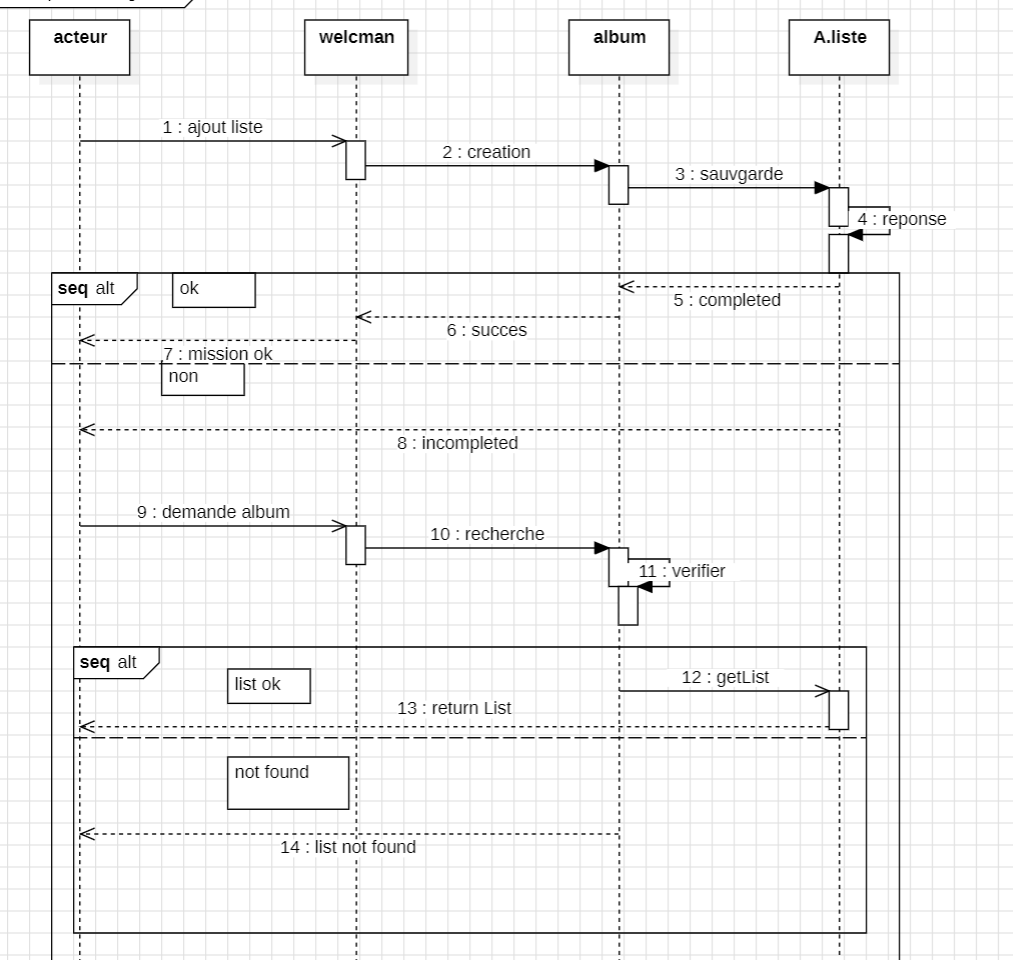 acteur
welcman
album
A.liste
1 : ajout liste
2 : creation
3 : sauvgarde
4 : reponse
seq alt
ok
5 : completed
6 : succes
7 : mission ok
non
8 : incompleted
9 : demande album
10 : recherche
11 : verifier
seq alt
list ok
12 : getList
13 : return List
not found
14 : list not found